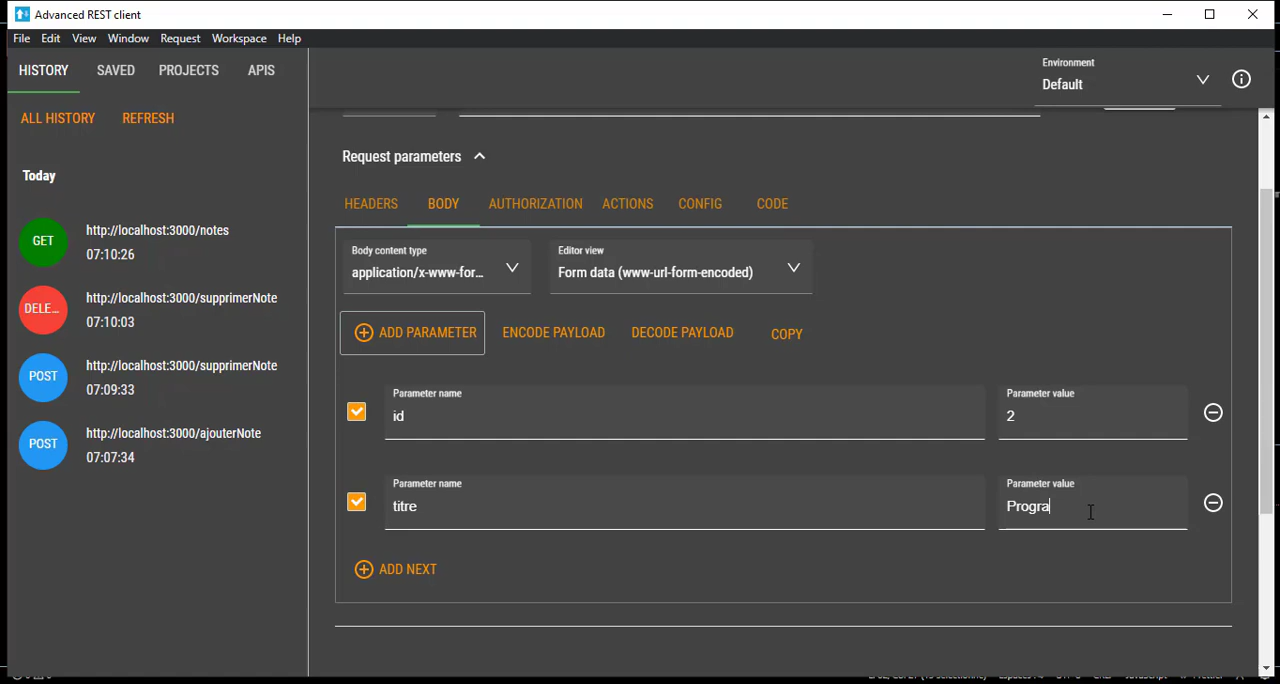 Advanced REST client
File Edit View Window Request Workspace Help
HISTORY SAVED PROJECTS APIS
Environment
Default
ALL HISTORY REFRESH
Today
GET
http://localhost:3000/notes
07:10:26
DELE...
http://localhost:3000/supprimerNote
07:10:03
POST
http://localhost:3000/supprimerNote
07:09:33
POST
http://localhost:3000/ajouterNote
07:07:34
Request parameters
HEADERS BODY AUTHORIZATION ACTIONS CONFIG CODE
Body content type
application/x-www-for...
Editor view
Form data (www-url-form-encoded)
ADD PARAMETER ENCODE PAYLOAD DECODE PAYLOAD COPY
Parameter name
id
Parameter value
2
Parameter name
titre
Parameter value
Progra
ADD NEXT